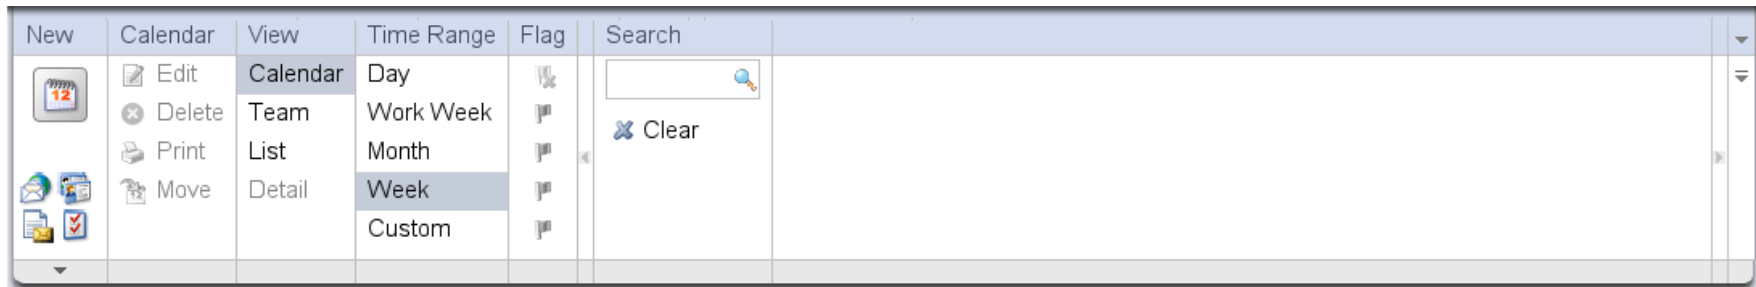 New Calendar View Time Range Flag Search
Edit Calendar Day
Delete Team Work Week
Clear
Print List Month
Move Detail Week
Custom
12